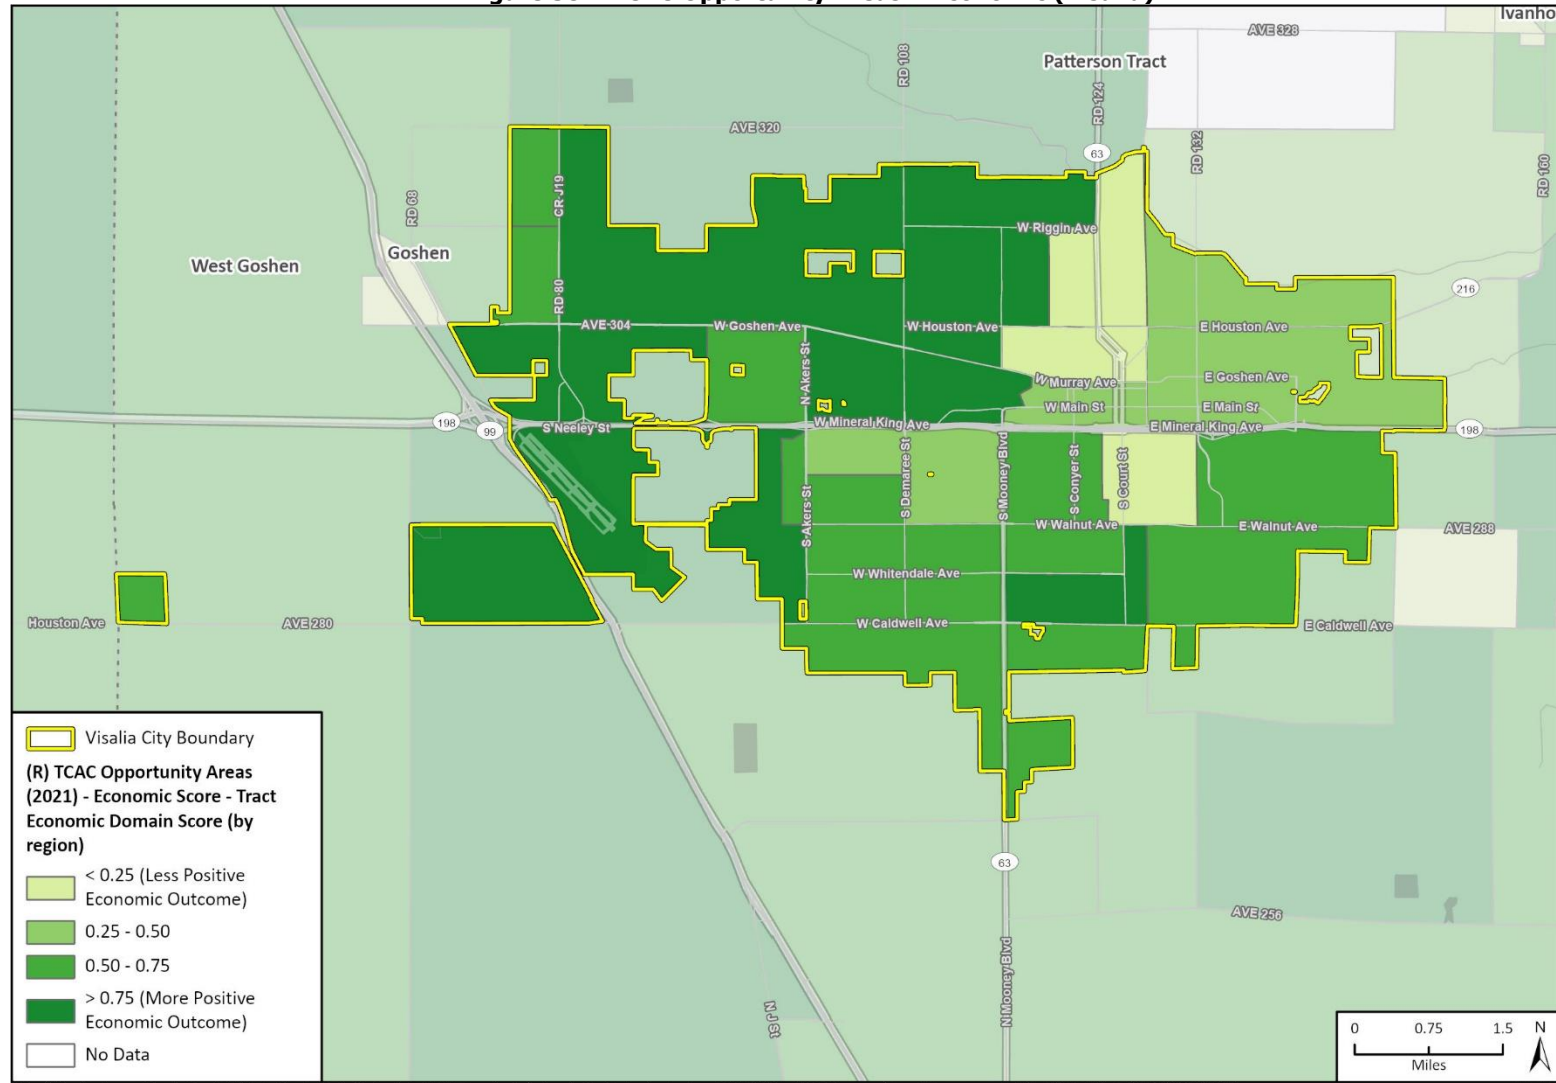 Ivanho
AVE 328
RD 108
Patterson Tract
RD 124
AVE 320
63
RD 132
RD 160
CR J19
RD 68
W Riggin Ave
Goshen
West Goshen
216
RD 80
AVE 304
W Goshen Ave
W Houston Ave
E Houston Ave
N Akers St
W Murray Ave
E Goshen Ave
W Main St
E Main St
198
99
S Neeley St
W Mineral King Ave
E Mineral King Ave
198
S Demaree St
S Mooney Blvd
S Conyer St
S Court St
S Akers St
W Walnut Ave
E Walnut Ave
AVE 288
W Whitendale Ave
Houston Ave
AVE 280
W Caldwell Ave
E Caldwell Ave
63
AVE 256
N Mooney Blvd
N J St
Visalia City Boundary
(R) TCAC Opportunity Areas
(2021) - Economic Score - Tract
Economic Domain Score (by
region)
< 0.25 (Less Positive
Economic Outcome)
0.25 - 0.50
0.50 - 0.75
> 0.75 (More Positive
Economic Outcome)
No Data
0 0.75 1.5 N
Miles